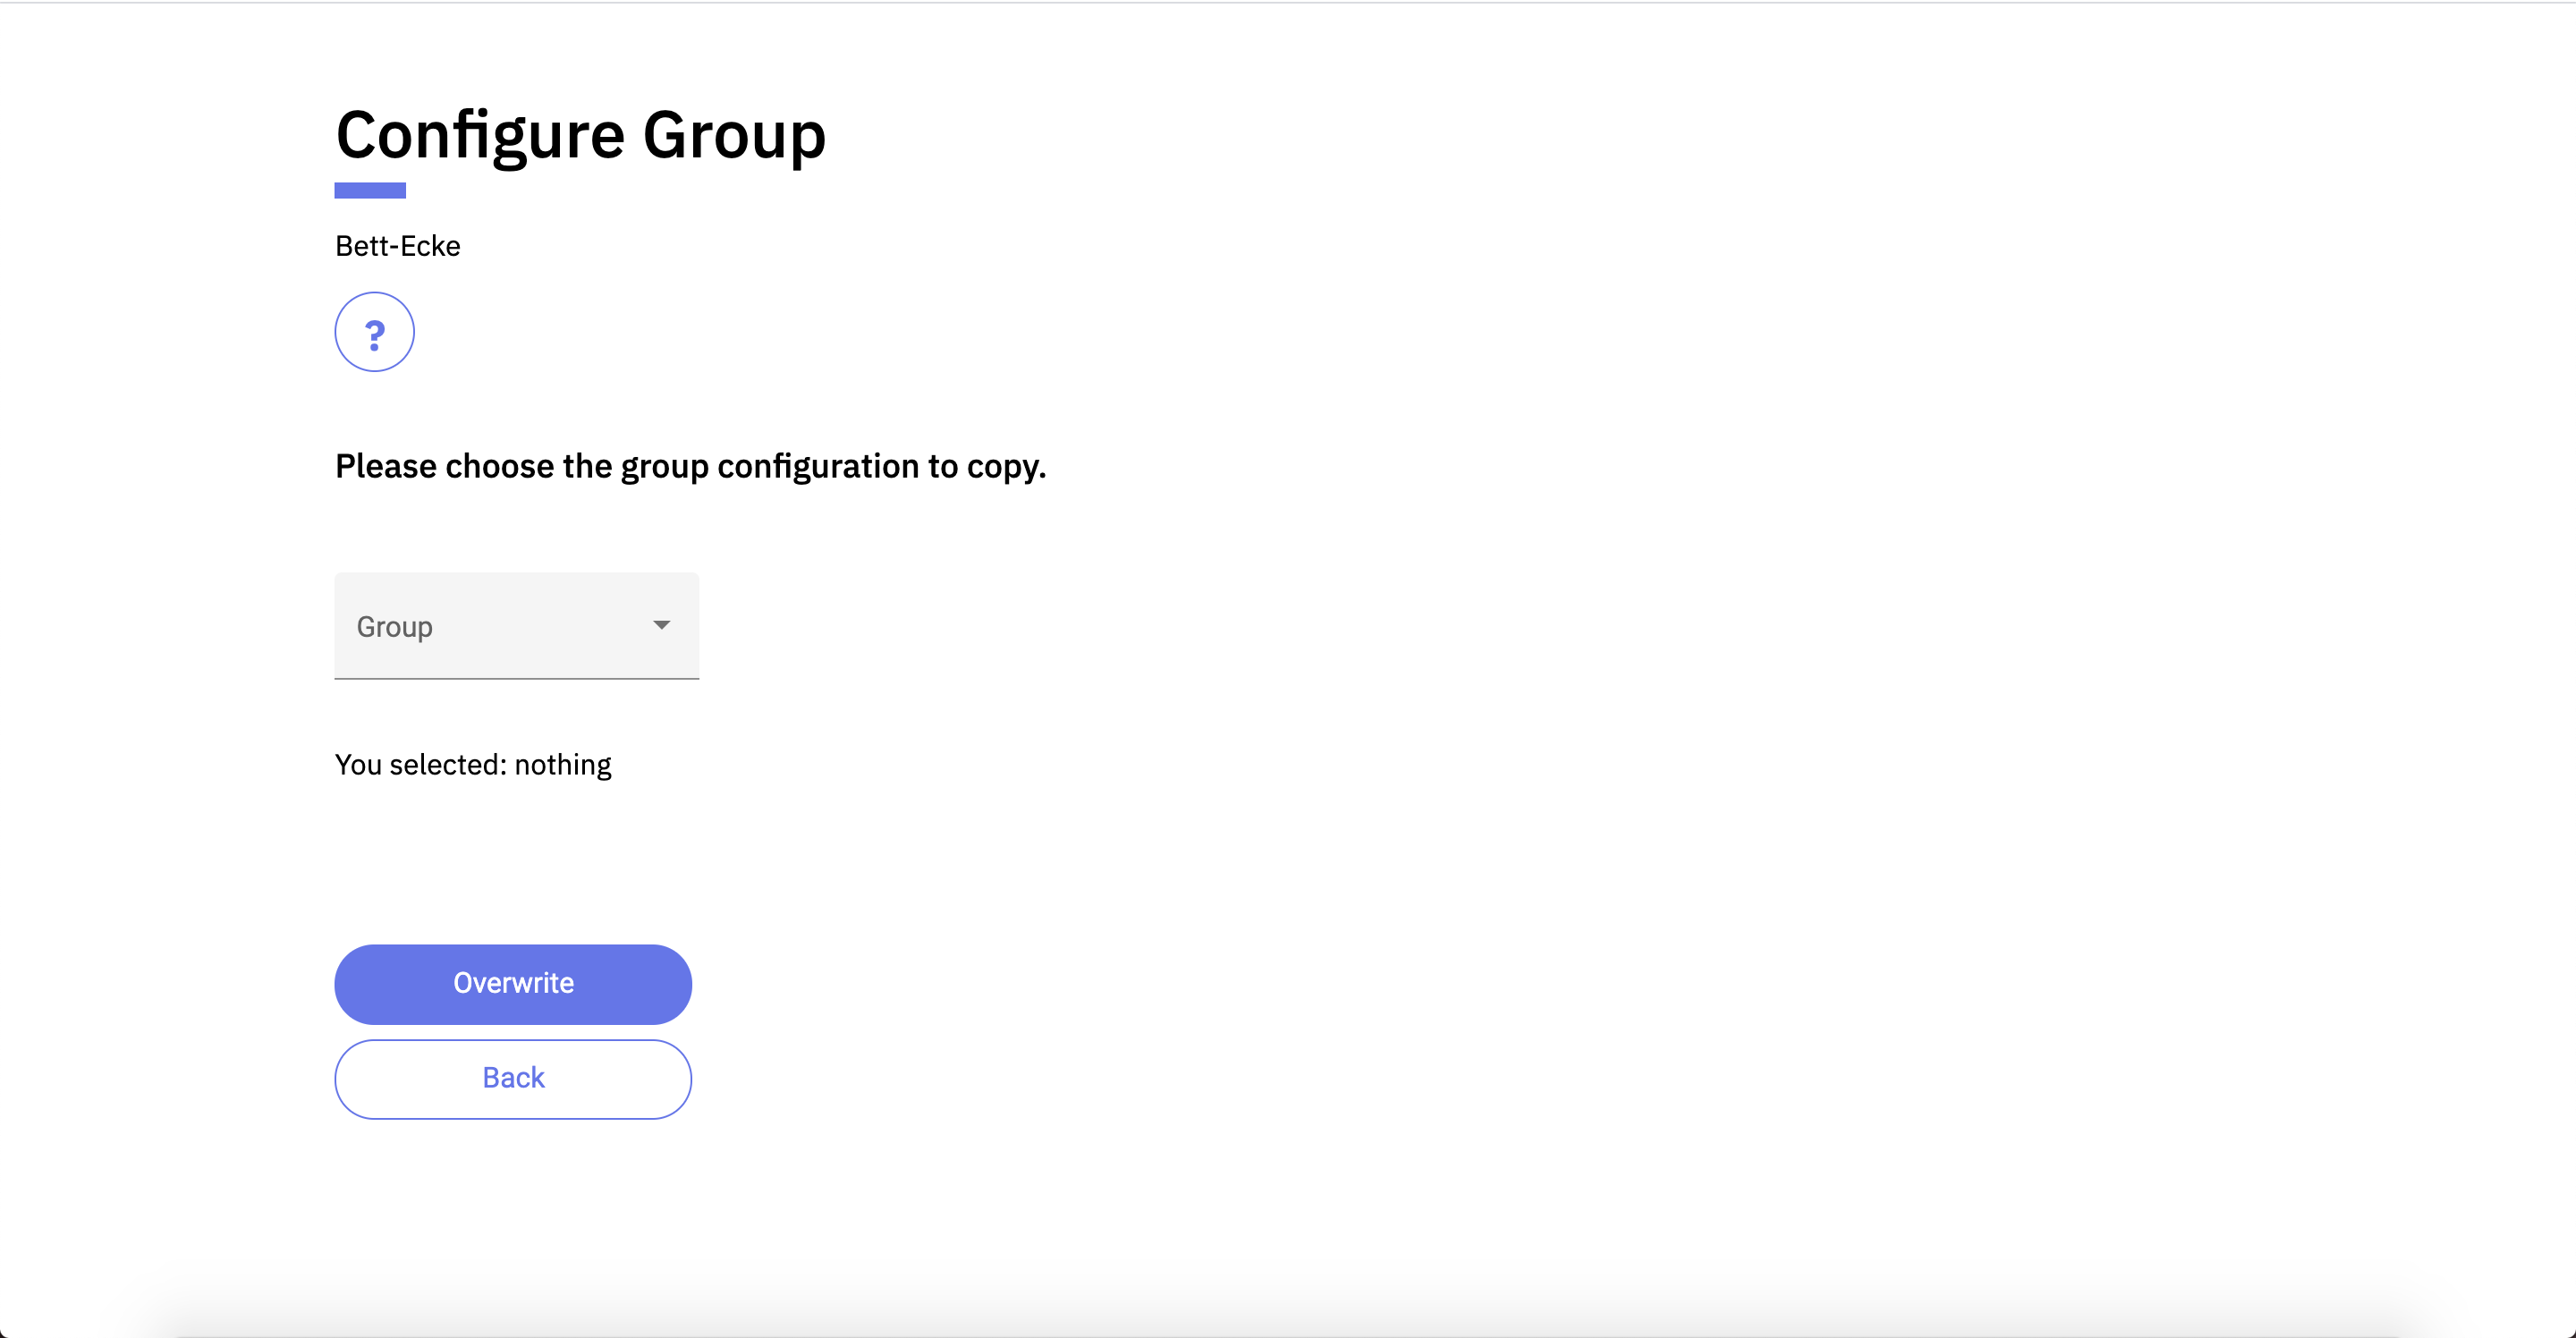 Configure Group
Bett-Ecke
?
Please choose the group configuration to copy.
Group
You selected: nothing
Overwrite
Back